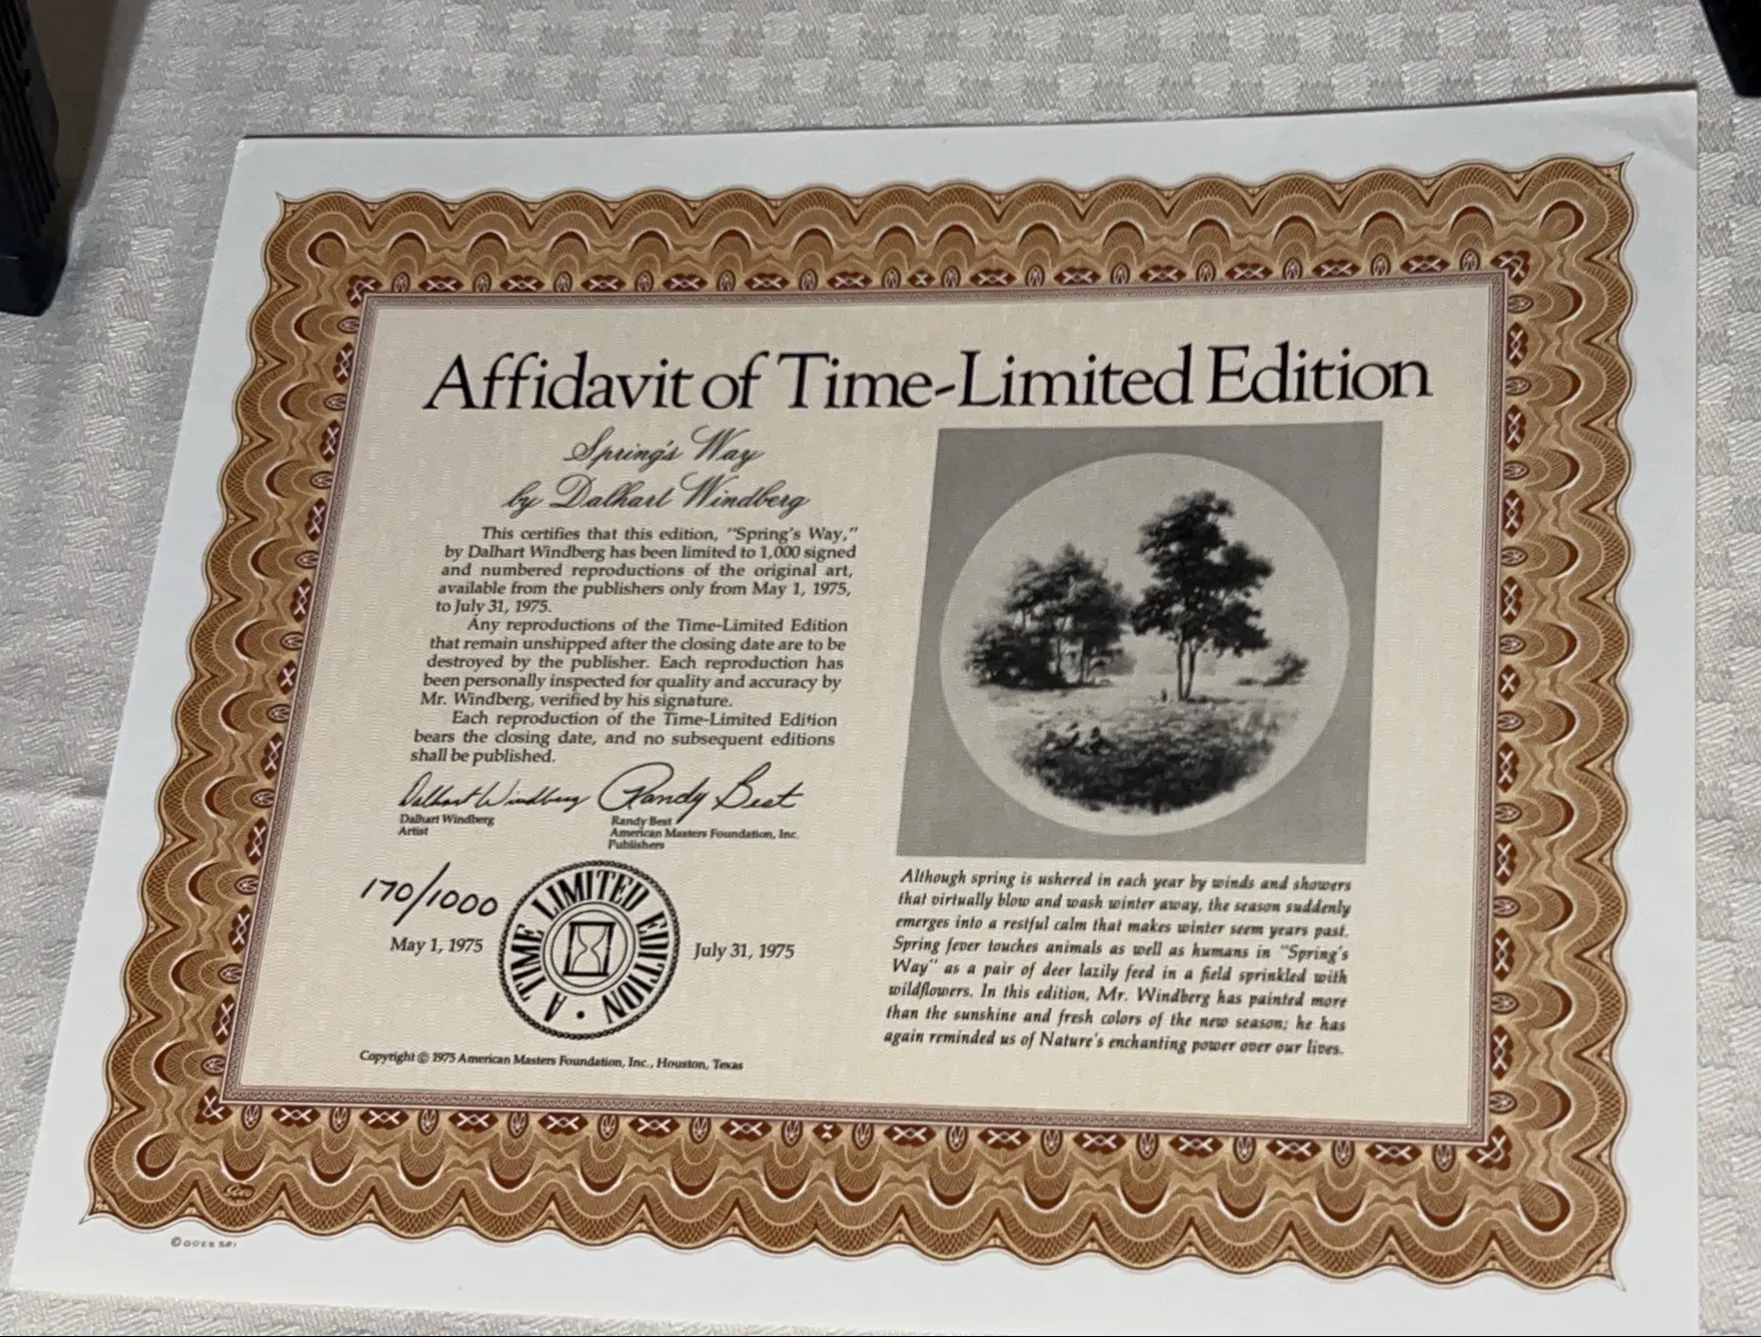 Affidavit of Time-Limited Edition
Spring's Way
by Dalhart Windberg
This certifies that this edition, "Spring's Way,"
by Dalhart Windberg has been limited to 1,000 signed
and numbered reproductions of the original art,
available from the publishers only from May 1, 1975,
to July 31, 1975.
Any reproductions of the Time-Limited Edition
that remain unshipped after the closing date are to be
destroyed by the publisher. Each reproduction has
been personally inspected for quality and accuracy by
Mr. Windberg, verified by his signature.
Each reproduction of the Time-Limited Edition
bears the closing date, and no subsequent editions
shall be published.
Dalhart Windberg Randy Best
Dalhart Windberg
Artist
Randy Best
American Masters Foundation, Inc.
Publishers
170/1000
May 1, 1975
A TIME LIMITED EDITION •
July 31, 1975
Copyright © 1975 American Masters Foundation, Inc., Houston, Texas
Although spring is ushered in each year by winds and showers
that virtually blow and wash winter away, the season suddenly
emerges into a restful calm that makes winter seem years past.
Spring fever touches animals as well as humans in "Spring's
Way" as a pair of deer lazily feed in a field sprinkled with
wildflowers. In this edition, Mr. Windberg has painted more
than the sunshine and fresh colors of the new season; he has
again reminded us of Nature's enchanting power over our lives.
© GOES